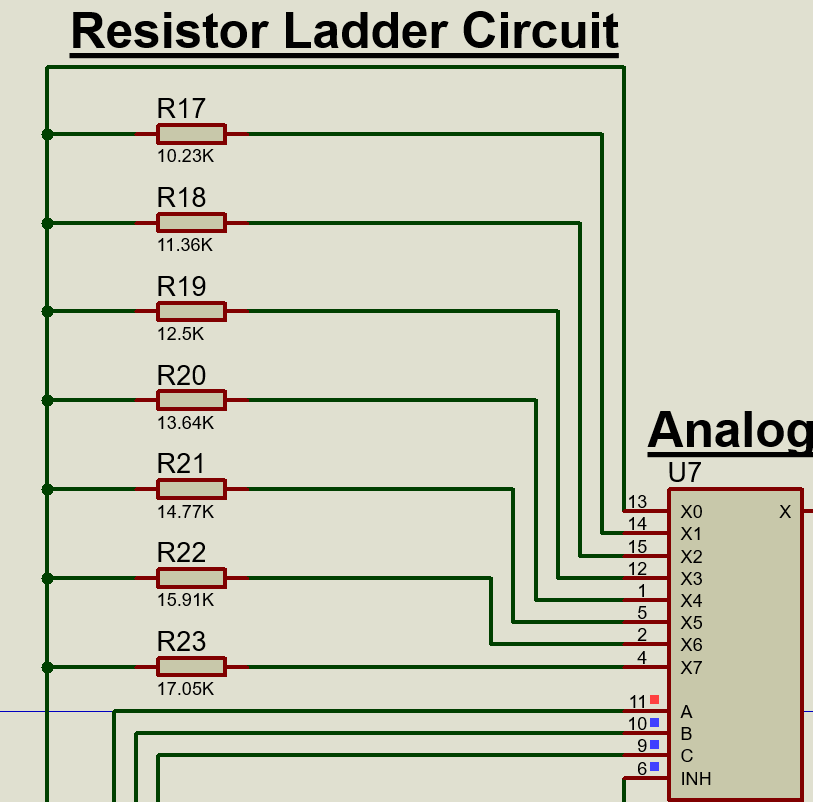 Resistor Ladder Circuit
R17
10.23K
R18
11.36K
R19
12.5K
R20
13.64K
R21
14.77K
R22
15.91K
R23
17.05K
Analog
U7
13 X0 X
14 X1
15 X2
12 X3
1 X4
5 X5
2 X6
4 X7
11 A
10 B
9 C
6 INH